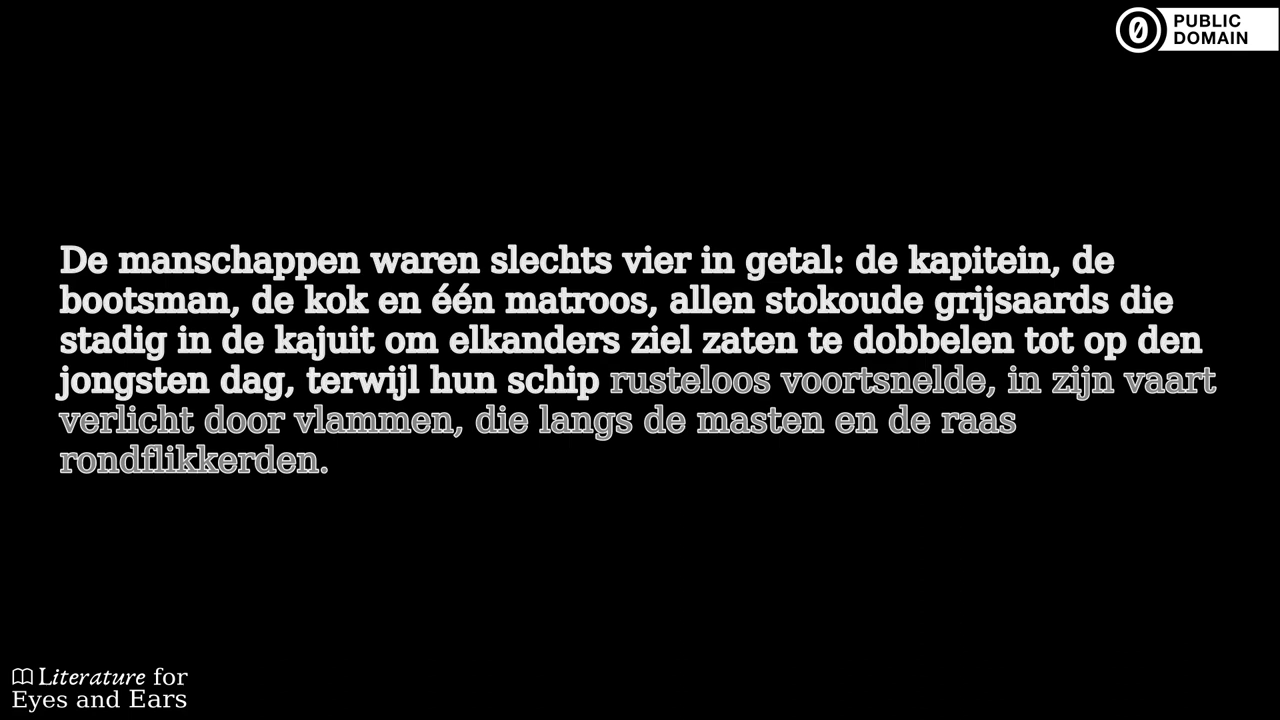 PUBLIC
DOMAIN
De manschappen waren slechts vier in getal: de kapitein, de
bootsman, de kok en één matroos, allen stokoude grijsaards die
stadig in de kajuit om elkanders ziel zaten te dobbelen tot op den
jongsten dag, terwijl hun schip rusteloos voortsnelde, in zijn vaart
verlicht door vlammen, die langs de masten en de raas
rondflikkerden.
Literature for
Eyes and Ears